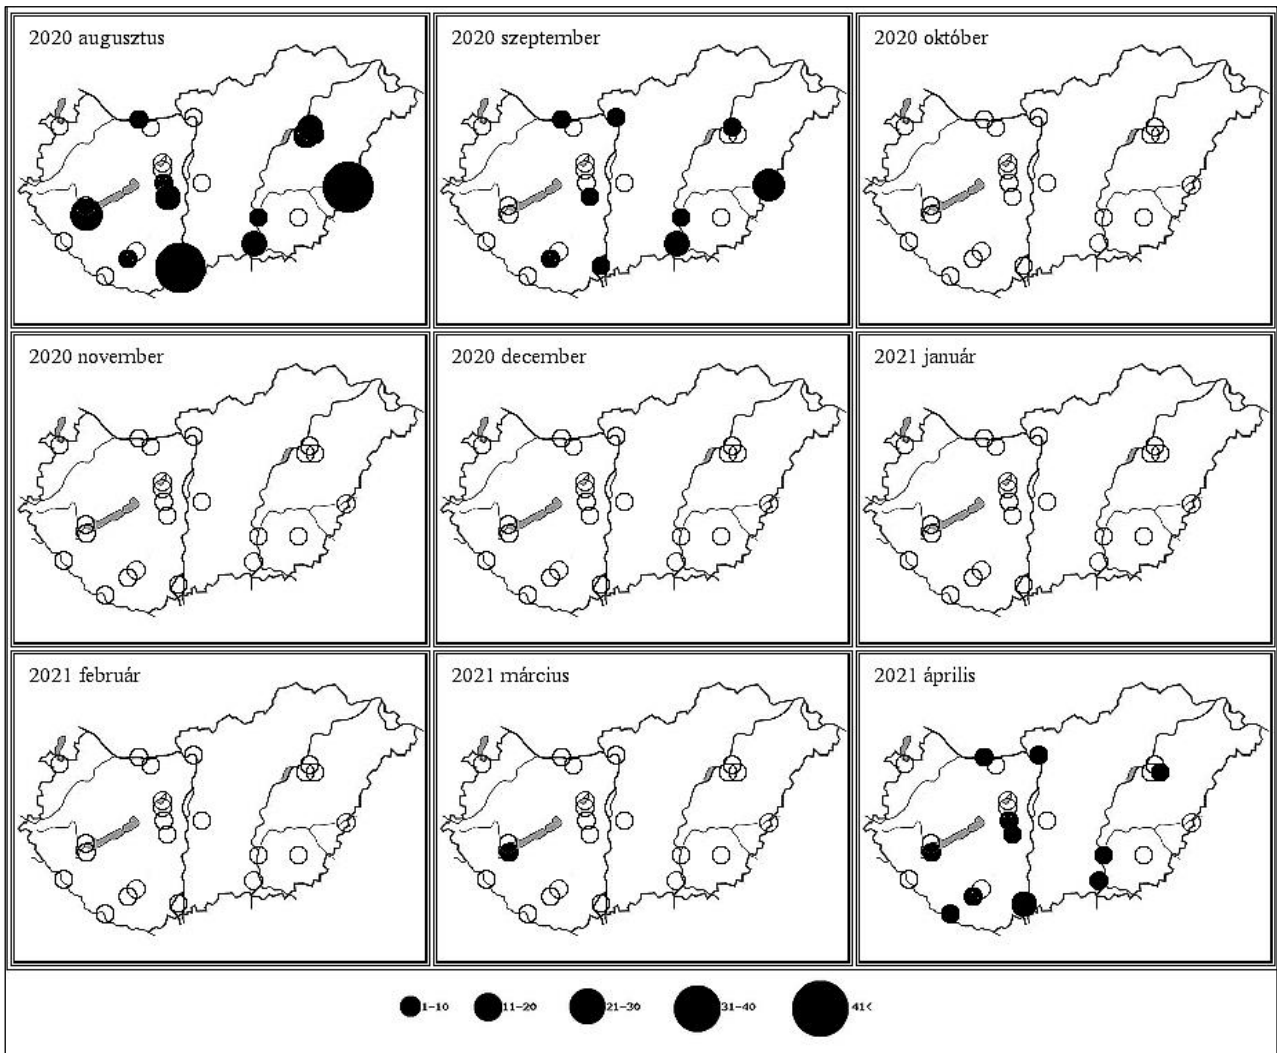 2020 augusztus
2020 szeptember
2020 október
2020 november
2020 december
2021 január
2021 február
2021 március
2021 április
1-10 11-20 21-30 31-40 41<